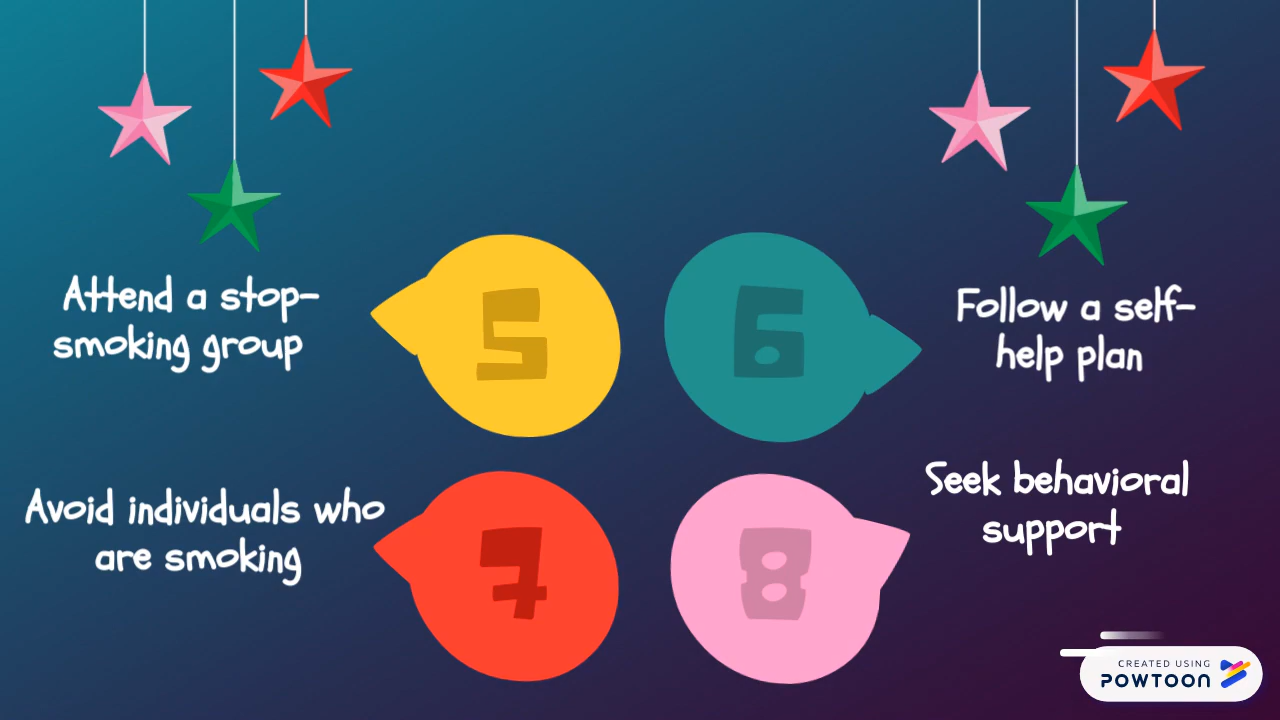 Attend a stop-
smoking group
5
6
Follow a self-
help plan
Avoid individuals who
are smoking
7
8
Seek behavioral
support
CREATED USING
POWTOON